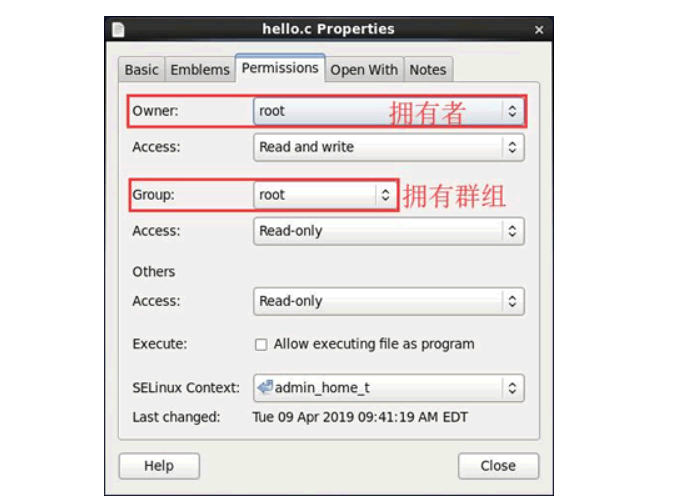 hello.c Properties
Basic Emblems Permissions Open With Notes
Owner: root 拥有者
Access: Read and write
Group: root 拥有群组
Access: Read-only
Others
Access: Read-only
Execute: Allow executing file as program
SELinux Context: admin_home_t
Last changed: Tue 09 Apr 2019 09:41:19 AM EDT
Help Close